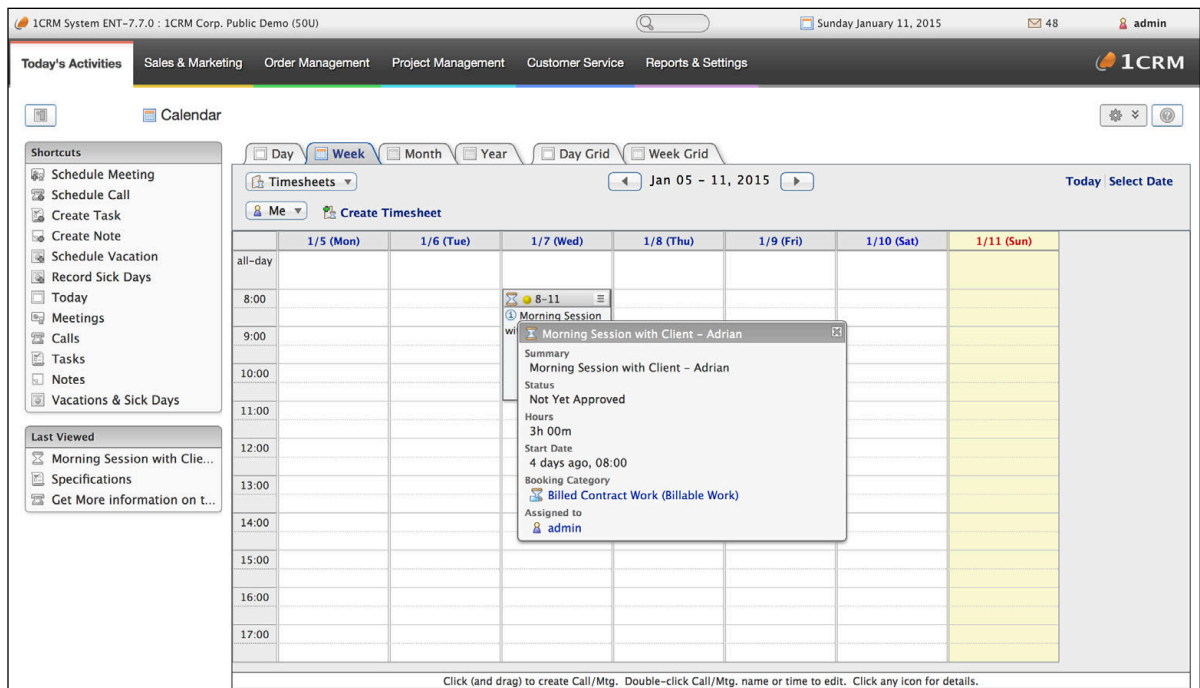 1CRM System ENT-7.7.0 : 1CRM Corp. Public Demo (50U)
Sunday January 11, 2015
48
admin
Today's Activities
Sales & Marketing
Order Management
Project Management
Customer Service
Reports & Settings
1CRM
Calendar
Shortcuts
Schedule Meeting
Schedule Call
Create Task
Create Note
Schedule Vacation
Record Sick Days
Today
Meetings
Calls
Tasks
Notes
Vacations & Sick Days
Last Viewed
Morning Session with Clie...
Specifications
Get More information on t...
Day
Week
Month
Year
Day Grid
Week Grid
Timesheets
Jan 05 - 11, 2015
Today
Select Date
Me
Create Timesheet
1/5 (Mon)
1/6 (Tue)
1/7 (Wed)
1/8 (Thu)
1/9 (Fri)
1/10 (Sat)
1/11 (Sun)
all-day
8:00
9:00
10:00
11:00
12:00
13:00
14:00
15:00
16:00
17:00
8-11
Morning Session
Morning Session with Client - Adrian
Summary
Morning Session with Client - Adrian
Status
Not Yet Approved
Hours
3h 00m
Start Date
4 days ago, 08:00
Booking Category
Billed Contract Work (Billable Work)
Assigned to
admin
Click (and drag) to create Call/Mtg. Double-click Call/Mtg. name or time to edit. Click any icon for details.